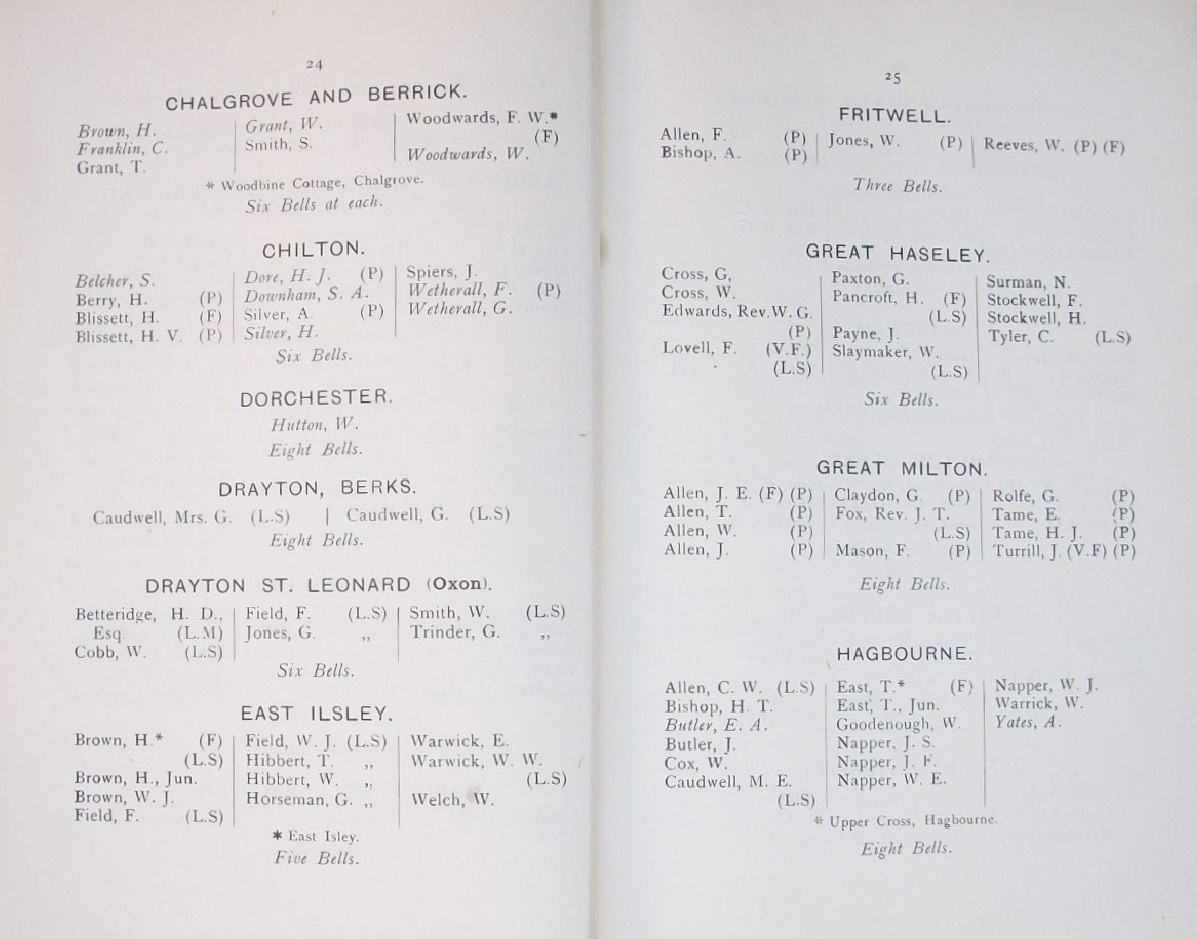 24
CHALGROVE AND BERRICK.
Brown, H.
Franklin, C.
Grant, T.
Grant, W.
Smith, S.
Woodwards, F. W.*
(F)
Woodwards, W.
* Woodbine Cottage, Chalgrove.
Six Bells at each.
CHILTON.
Belcher, S.
Berry, H. (P)
Blissett, H. (F)
Blissett, H. V. (P)
Dore, H. J. (P)
Downham, S. A.
Silver, A. (P)
Silver, H.
Spiers, J.
Wetherall, F. (P)
Wetherall, G.
Six Bells.
DORCHESTER.
Hutton, W.
Eight Bells.
DRAYTON, BERKS.
Caudwell, Mrs. G. (L.S) | Caudwell, G. (L.S)
Eight Bells.
DRAYTON ST. LEONARD (Oxon).
Betteridge, H. D.,
Esq. (L.M)
Cobb, W. (L.S)
Field, F. (L.S)
Jones, G. ,,
Smith, W. (L.S)
Trinder, G. ,,
Six Bells.
EAST ILSLEY.
Brown, H.* (F)
(L.S)
Brown, H., Jun.
Brown, W. J.
Field, F. (L.S)
Field, W. J. (L.S)
Hibbert, T. ,,
Hibbert, W. ,,
Horseman, G. ,,
Warwick, E.
Warwick, W. W.
(L.S)
Welch, W.
* East Isley.
Five Bells.
25
FRITWELL.
Allen, F. (P)
Bishop, A. (P)
Jones, W. (P)
Reeves, W. (P) (F)
Three Bells.
GREAT HASELEY.
Cross, G,
Cross, W.
Edwards, Rev. W. G.
(P)
Lovell, F. (V.F.)
(L.S)
Paxton, G.
Pancroft, H. (F)
(L.S)
Payne, J.
Slaymaker, W.
(L.S)
Surman, N.
Stockwell, F.
Stockwell, H.
Tyler, C. (L.S)
Six Bells.
GREAT MILTON.
Allen, J. E. (F) (P)
Allen, T. (P)
Allen, W. (P)
Allen, J. (P)
Claydon, G. (P)
Fox, Rev. J. T.
(L.S)
Mason, F. (P)
Rolfe, G. (P)
Tame, E. (P)
Tame, H. J. (P)
Turrill, J. (V.F) (P)
Eight Bells.
HAGBOURNE.
Allen, C. W. (L.S)
Bishop, H. T.
Butler, E. A.
Butler, J.
Cox, W.
Caudwell, M. E.
(L.S)
East, T.* (F)
East, T., Jun.
Goodenough, W.
Napper, J. S.
Napper, J. F.
Napper, W. E.
Napper, W. J.
Warrick, W.
Yates, A.
* Upper Cross, Hagbourne.
Eight Bells.